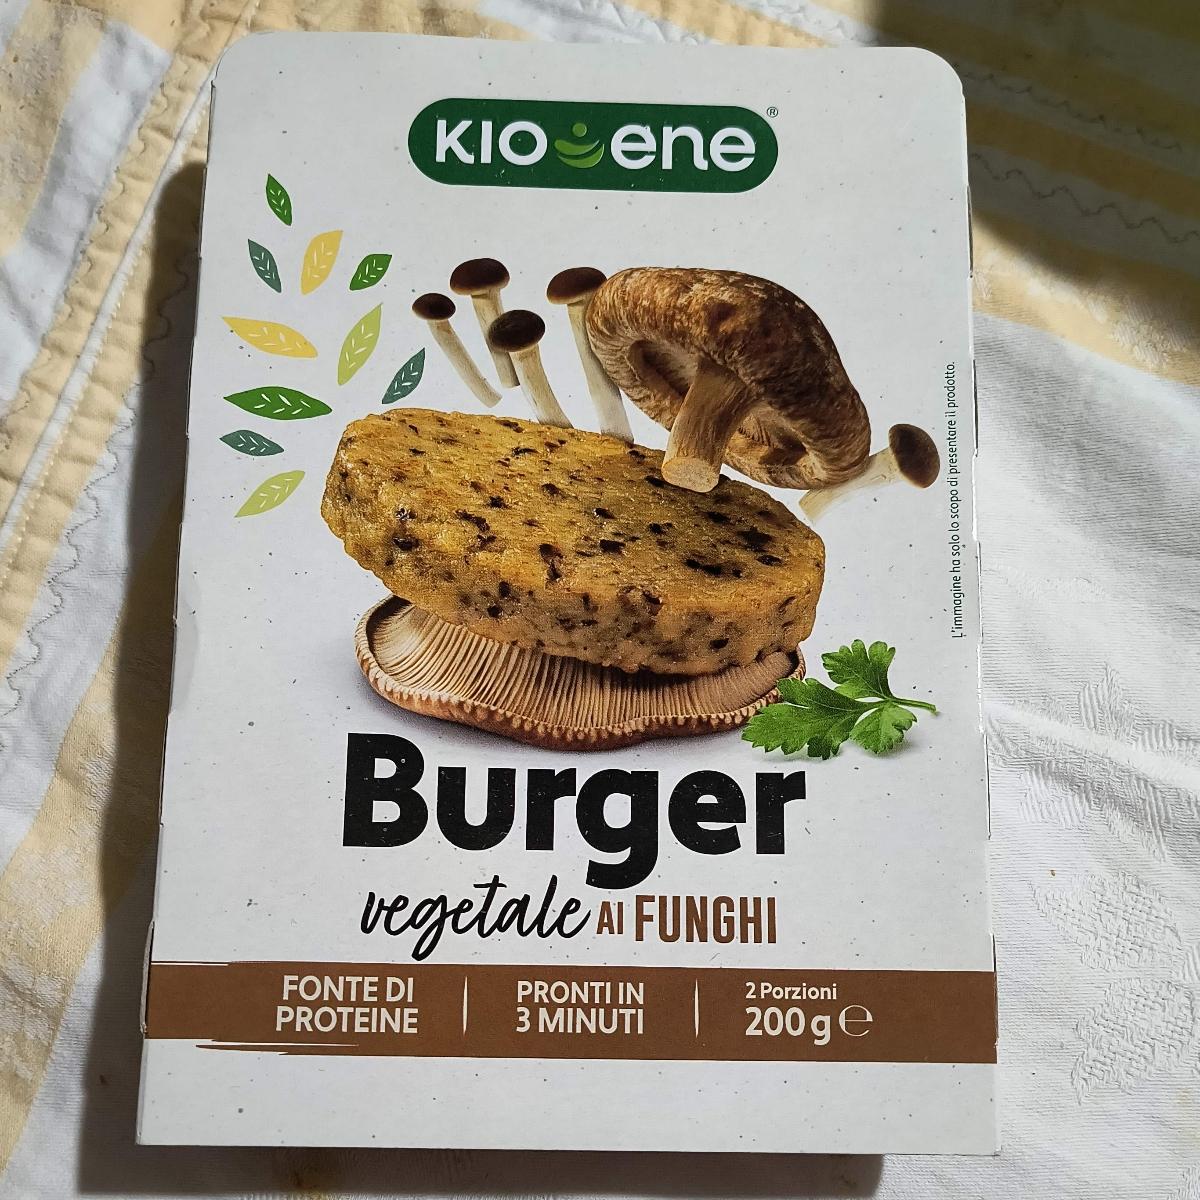 KIOENE®
L'immagine ha solo lo scopo di presentare il prodotto.
Burger
vegetale AI FUNGHI
FONTE DI
PROTEINE
PRONTI IN
3 MINUTI
2 Porzioni
200 g ℮